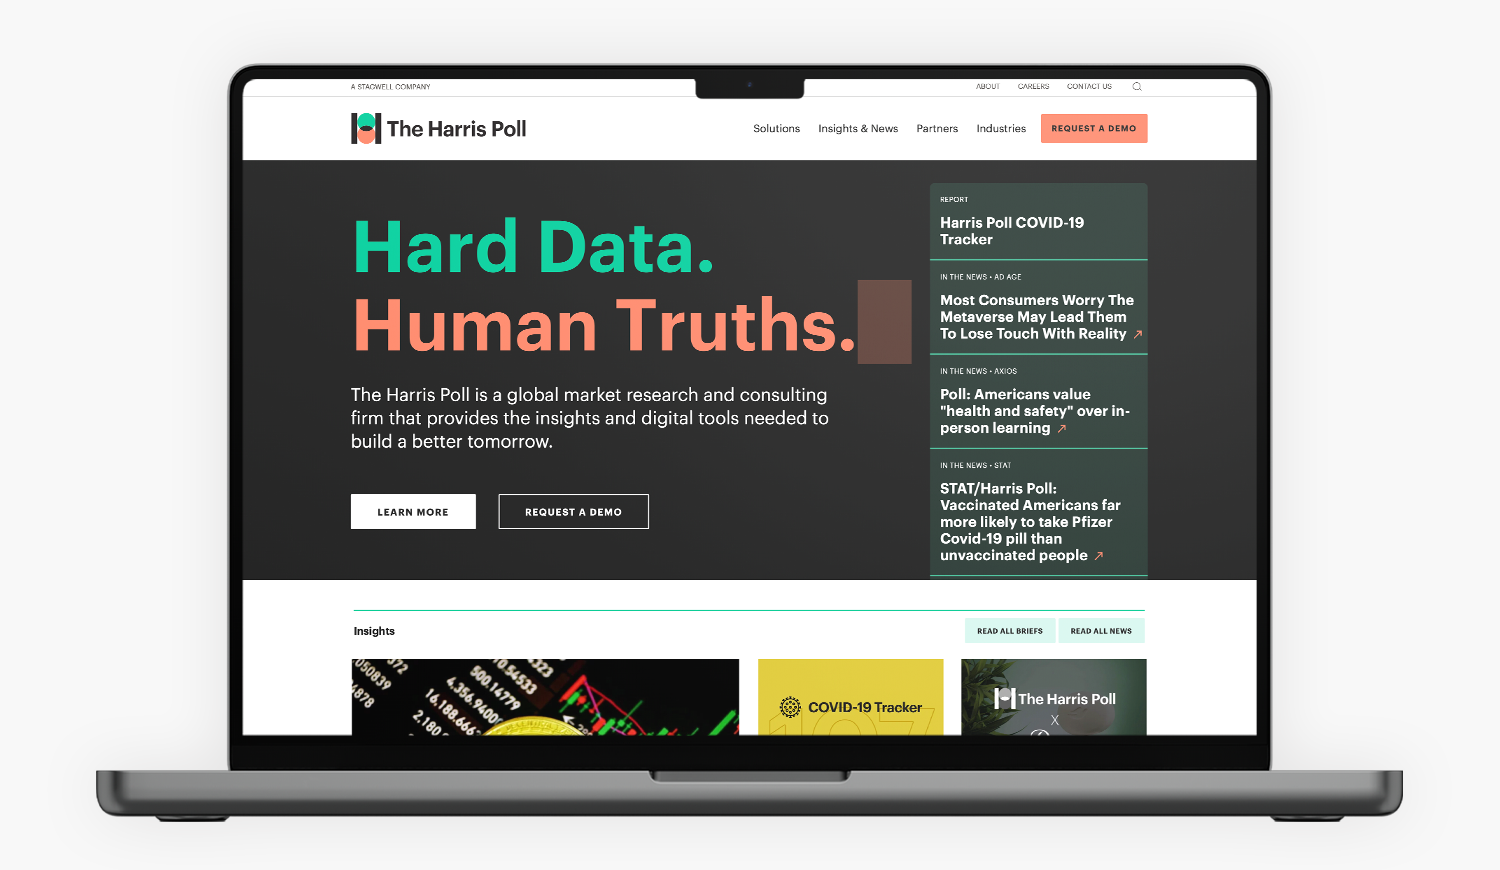 A STAGWELL COMPANY
ABOUT
CAREERS
CONTACT US
The Harris Poll
Solutions
Insights & News
Partners
Industries
REQUEST A DEMO
Hard Data.
Human Truths.
The Harris Poll is a global market research and consulting
firm that provides the insights and digital tools needed to
build a better tomorrow.
LEARN MORE
REQUEST A DEMO
REPORT
Harris Poll COVID-19
Tracker
IN THE NEWS • AD AGE
Most Consumers Worry The
Metaverse May Lead Them
To Lose Touch With Reality
IN THE NEWS • AXIOS
Poll: Americans value
"health and safety" over in-
person learning
IN THE NEWS • STAT
STAT/Harris Poll:
Vaccinated Americans far
more likely to take Pfizer
Covid-19 pill than
unvaccinated people
Insights
READ ALL BRIEFS
READ ALL NEWS
500.14779
4,356.9400
COVID-19 Tracker
107
The Harris Poll
X